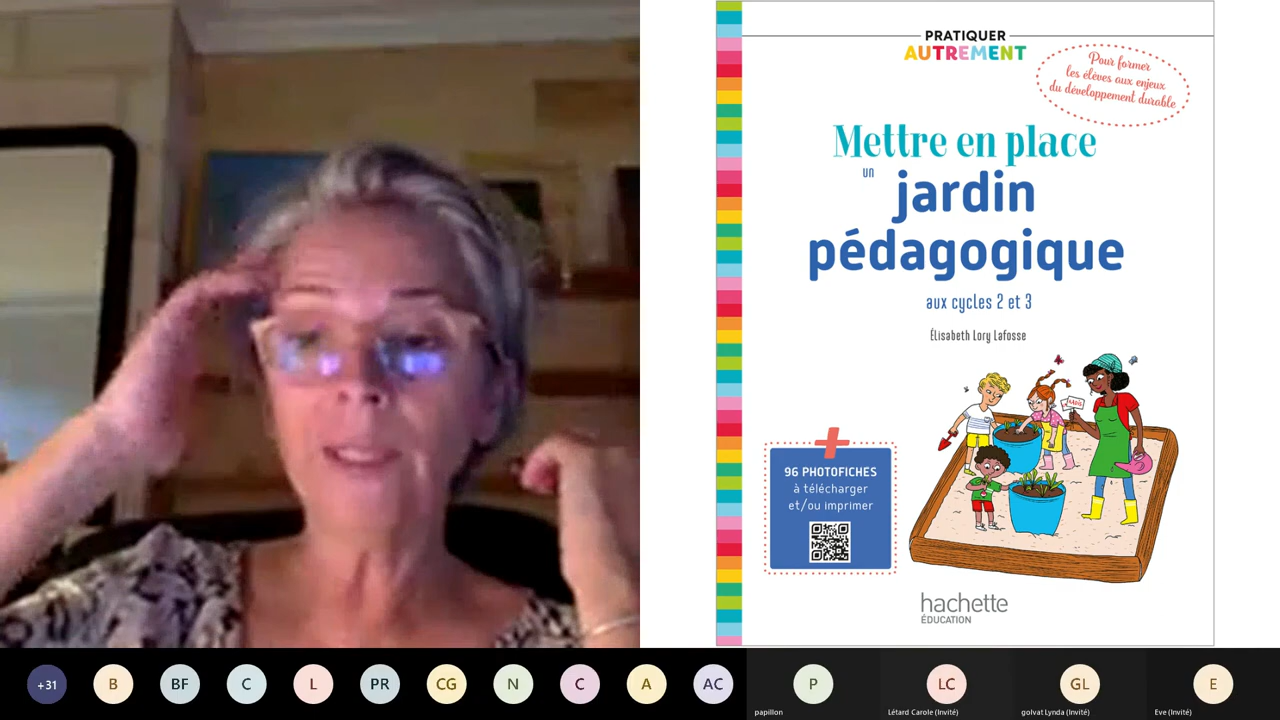 PRATIQUER
AUTREMENT
Pour former
les élèves aux enjeux
du développement durable
Mettre en place
un
jardin
pédagogique
aux cycles 2 et 3
Élisabeth Lory Lafosse
96 PHOTOFICHES
à télécharger
et/ou imprimer
hachette
ÉDUCATION
+31
B
BF
C
L
PR
CG
N
C
A
AC
P
LC
GL
E
papillon
Létard Carole (Invité)
golvat Lynda (Invité)
Eve (Invité)